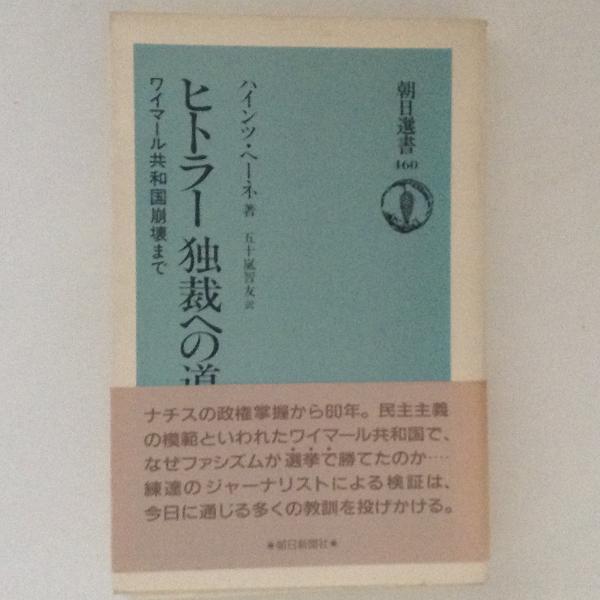 朝日選書
460
ハインツ・ヘーネ 著
五十嵐智友 訳
ヒトラー 独裁への道
ワイマール共和国崩壊まで
ナチスの政権掌握から60年。民主主義
の模範といわれたワイマール共和国で、
なぜファシズムが選挙で勝てたのか‥‥
練達のジャーナリストによる検証は、
今日に通じる多くの教訓を投げかける。
★朝日新聞社★